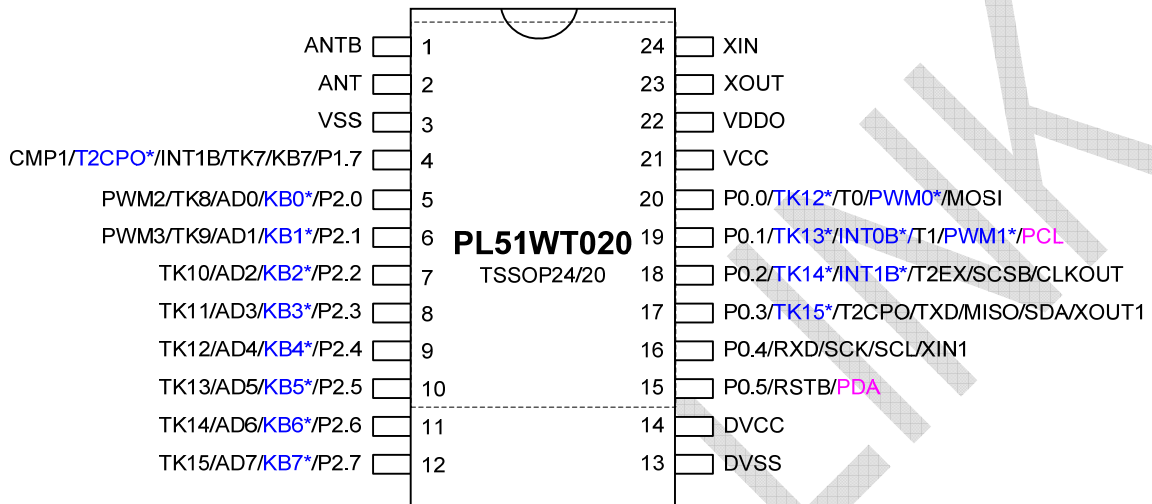 ANTB 1 24 XIN
ANT 2 23 XOUT
VSS 3 22 VDDO
CMP1/T2CPO*/INT1B/TK7/KB7/P1.7 4 21 VCC
PWM2/TK8/AD0/KB0*/P2.0 5 20 P0.0/TK12*/T0/PWM0*/MOSI
PWM3/TK9/AD1/KB1*/P2.1 6 19 P0.1/TK13*/INT0B*/T1/PWM1*/PCL
PL51WT020
TK10/AD2/KB2*/P2.2 7 18 P0.2/TK14*/INT1B*/T2EX/SCSB/CLKOUT
TSSOP24/20
TK11/AD3/KB3*/P2.3 8 17 P0.3/TK15*/T2CPO/TXD/MISO/SDA/XOUT1
TK12/AD4/KB4*/P2.4 9 16 P0.4/RXD/SCK/SCL/XIN1
TK13/AD5/KB5*/P2.5 10 15 P0.5/RSTB/PDA
TK14/AD6/KB6*/P2.6 11 14 DVCC
TK15/AD7/KB7*/P2.7 12 13 DVSS
LINK